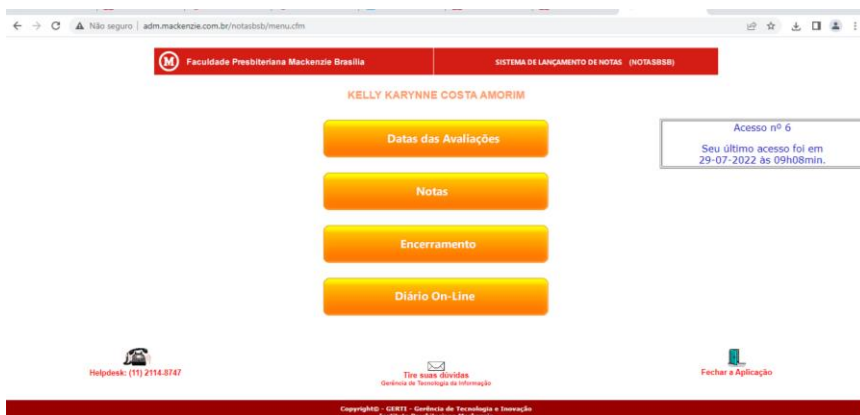 Não seguro | adm.mackenzie.com.br/notasbsb/menu.cfm
M Faculdade Presbiteriana Mackenzie Brasília
SISTEMA DE LANÇAMENTO DE NOTAS (NOTASBSB)
KELLY KARYNNE COSTA AMORIM
Acesso nº 6
Seu último acesso foi em
29-07-2022 às 09h08min.
Datas das Avaliações
Notas
Encerramento
Diário On-Line
Helpdesk: (11) 2114-8747
Tire suas dúvidas
Gerência de Tecnologia da Informação
Fechar a Aplicação
Copyright© - GERTI - Gerência de Tecnologia e Inovação